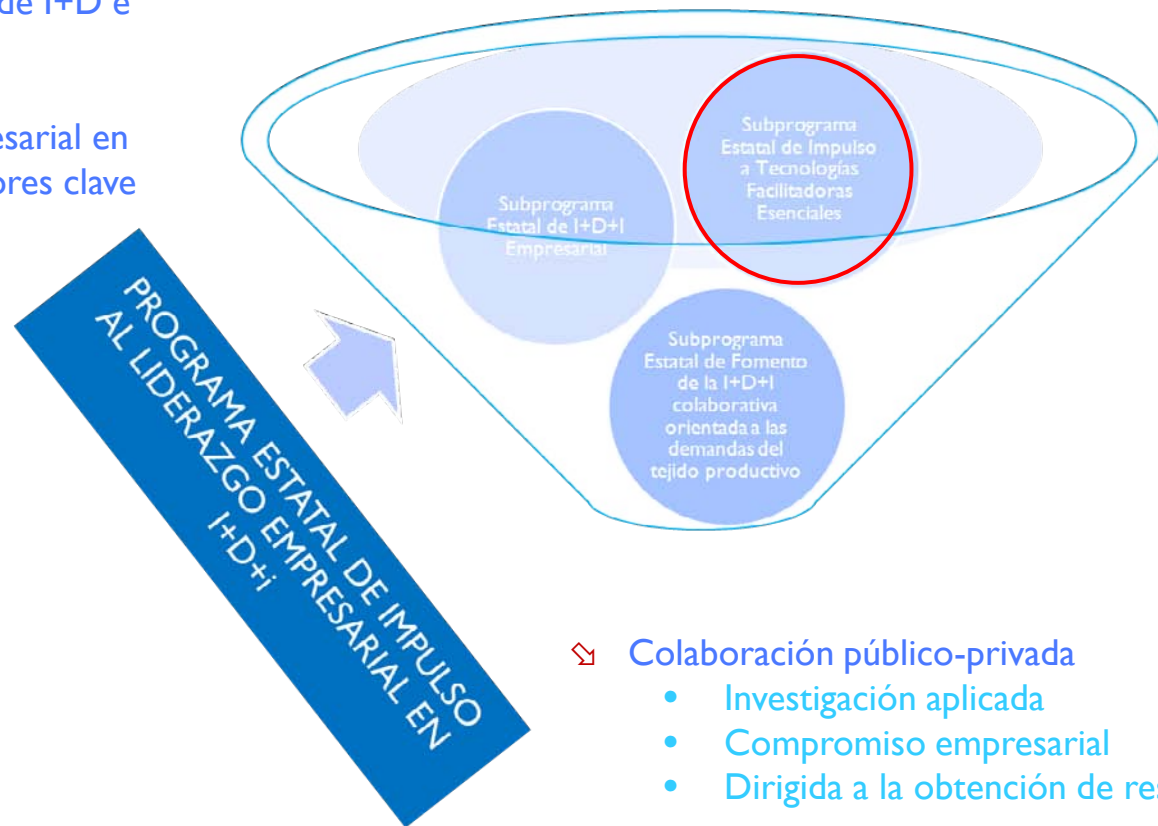 de I+D e
esarial en
ores clave
Subprograma
Estatal de Impulso
a Tecnologías
Facilitadoras
Esenciales
Subprograma
Estatal de I+D+I
Empresarial
Subprograma
Estatal de Fomento
de la I+D+I
colaborativa
orientada a las
demandas del
tejido productivo
PROGRAMA ESTATAL DE IMPULSO
AL LIDERAZGO EMPRESARIAL EN
I+D+i
Colaboración público-privada
• Investigación aplicada
• Compromiso empresarial
• Dirigida a la obtención de res